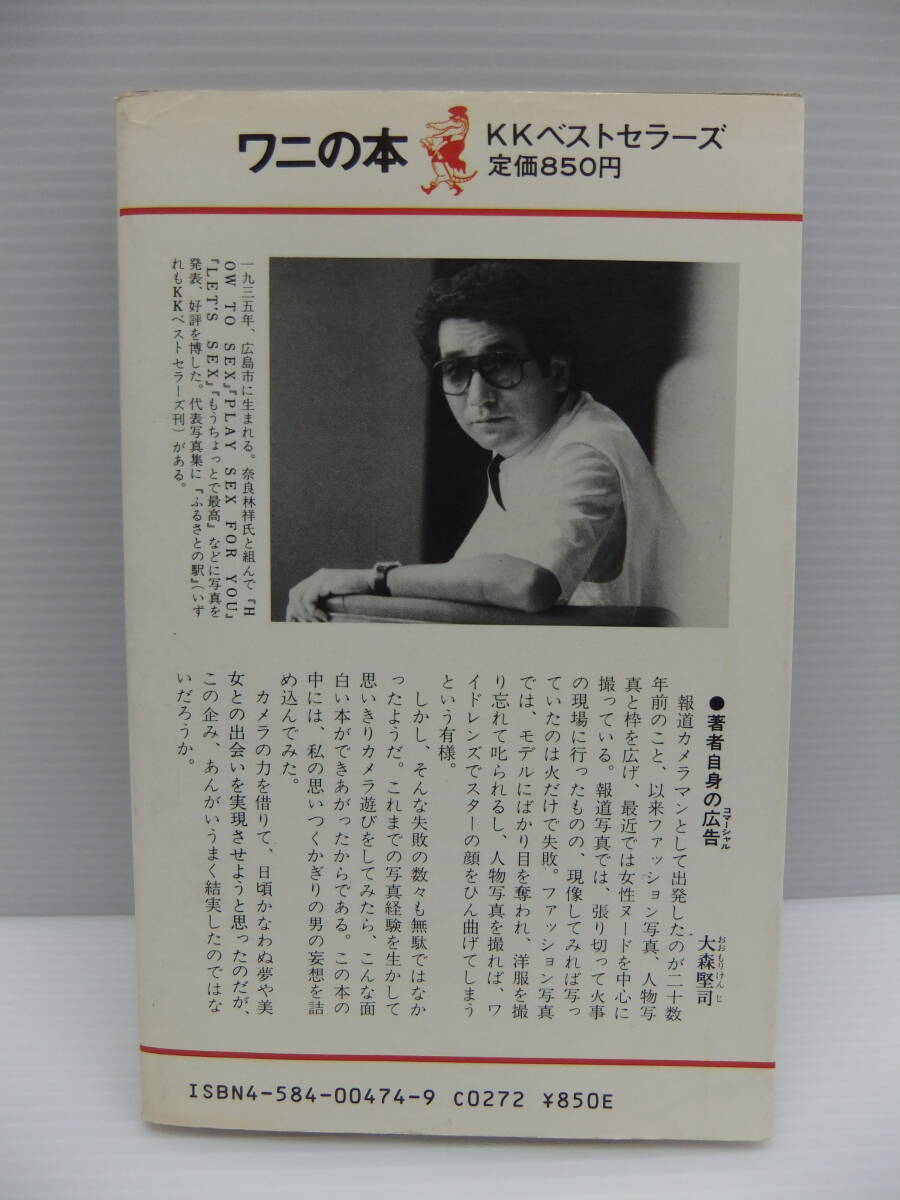 ワニの本
KKベストセラーズ
定価850円
一九三五年、広島市に生まれる。奈良林祥氏と組んで『H
OW TO SEX』『PLAY SEX FOR YOU』
『LET'S SEX』『もうちょっとで最高』などに写真を
発表、好評を博した。代表写真集に『ふるさとの駅』（いず
れもKKベストセラーズ刊）がある。
●著者自身の広告
コマーシャル
大森堅司
おおもりけんじ
報道カメラマンとして出発したのが二十数
年前のこと、以来ファッション写真、人物写
真と枠を広げ、最近では女性ヌードを中心に
撮っている。報道写真では、張り切って火事
の現場に行ったものの、現像してみれば写っ
ていたのは火だけで失敗。ファッション写真
では、モデルにばかり目を奪われ、洋服を撮
り忘れて叱られるし、人物写真を撮れば、ワ
イドレンズでスターの顔をひん曲げてしまう
という有様。
しかし、そんな失敗の数々も無駄ではなか
ったようだ。これまでの写真経験を生かして
思いきりカメラ遊びをしてみたら、こんな面
白い本ができあがったからである。この本の
中には、私の思いつくかぎりの男の妄想を詰
め込んでみた。
カメラの力を借りて、日頃かなわぬ夢や美
女との出会いを実現させようと思ったのだが、
この企み、あんがいうまく結実したのではな
いだろうか。
ISBN4-584-00474-9 C0272 ¥850E